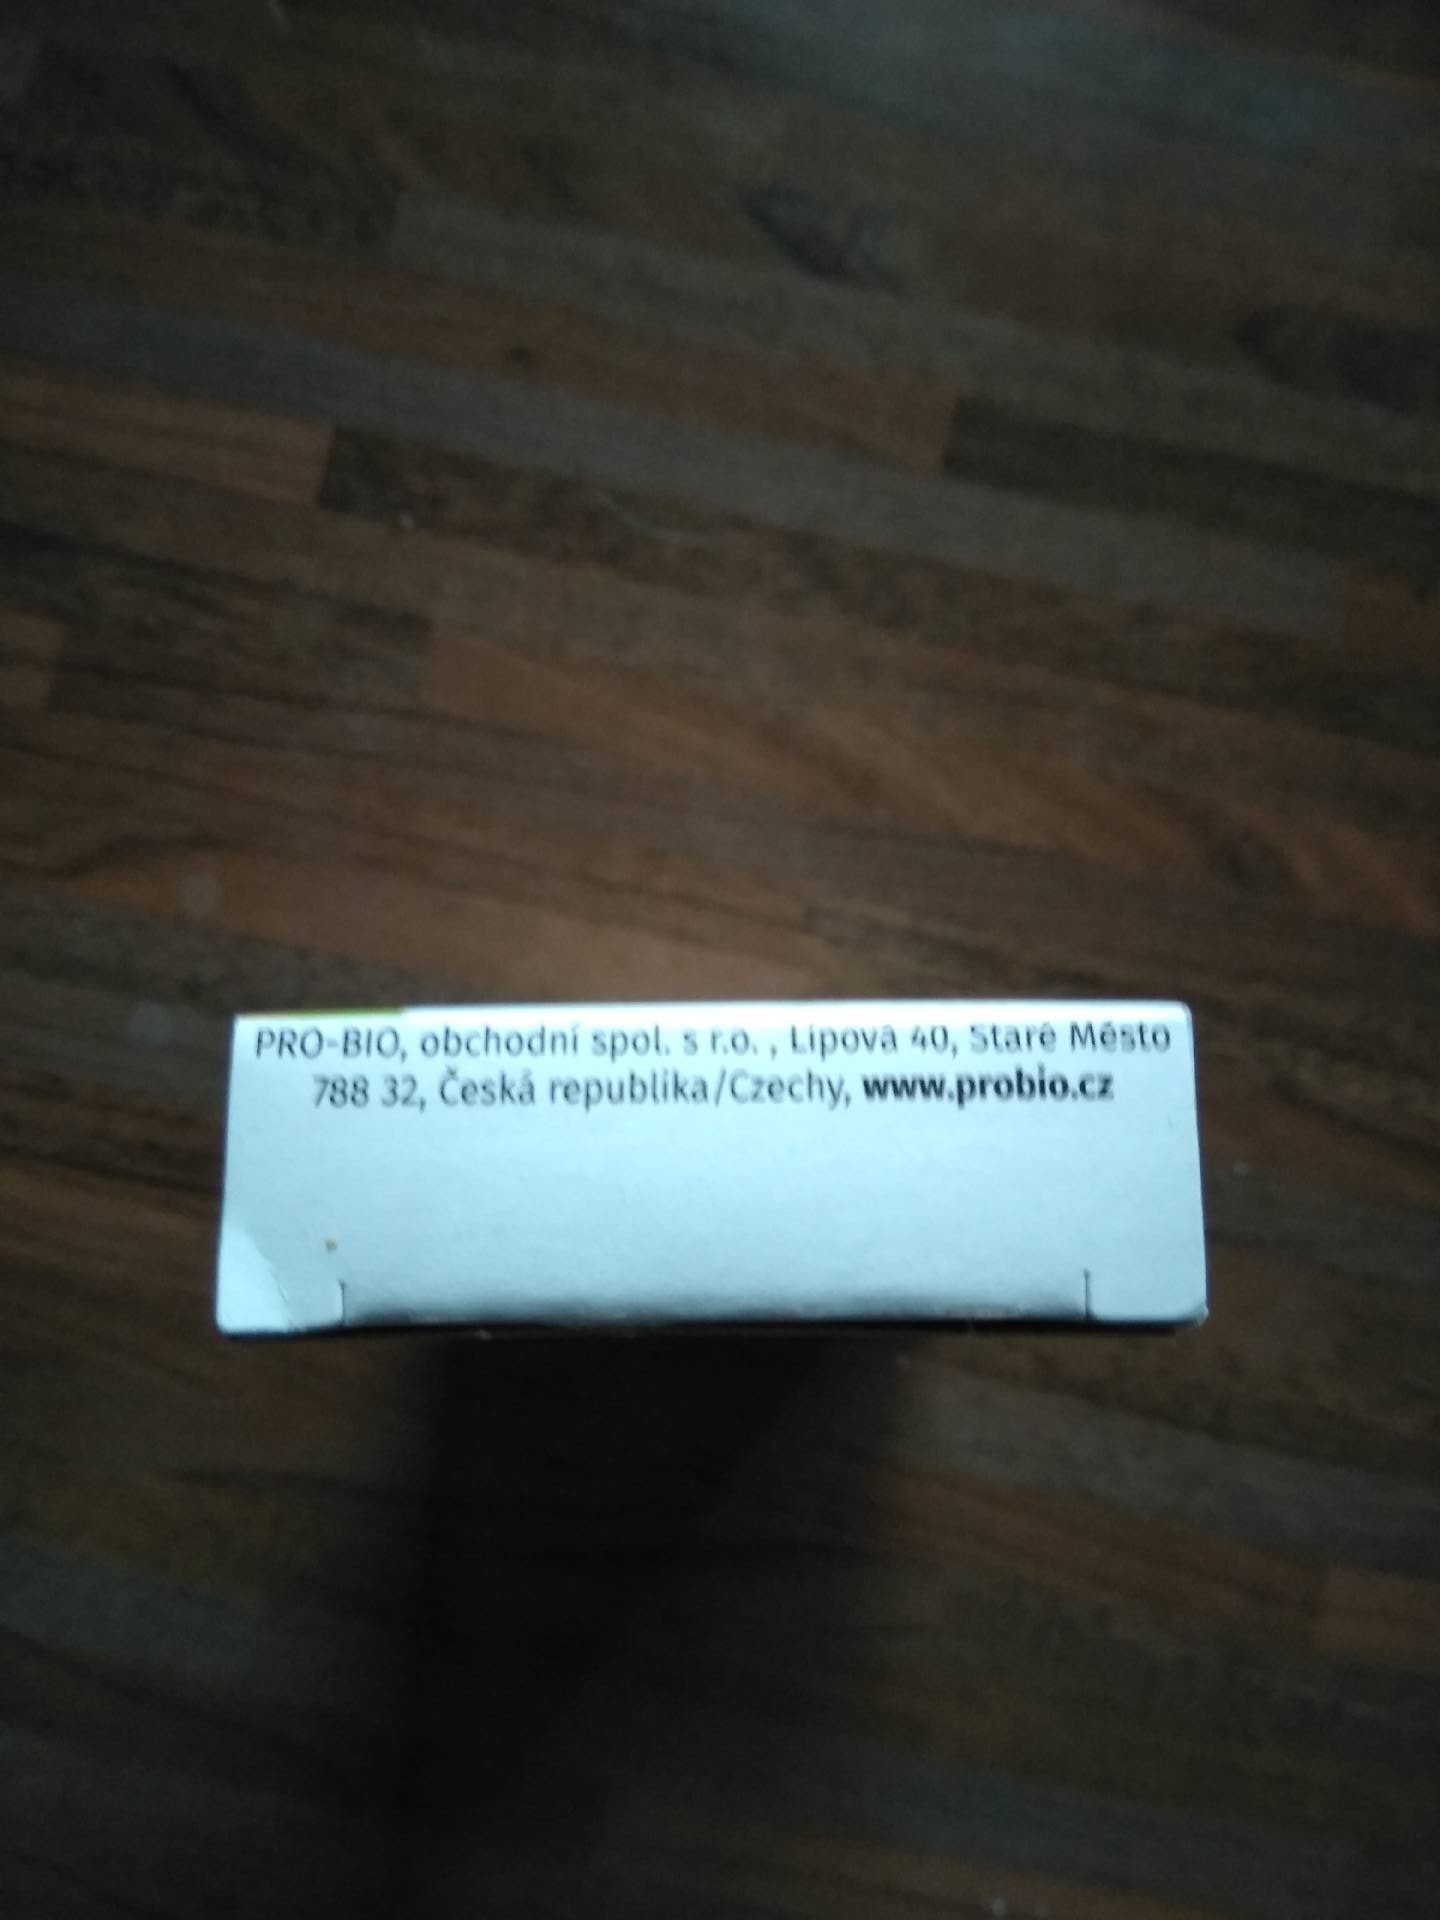 PRO-BIO, obchodní spol. s r.o. , Lipová 40, Staré Město
788 32, Česká republika/Czechy, www.probio.cz